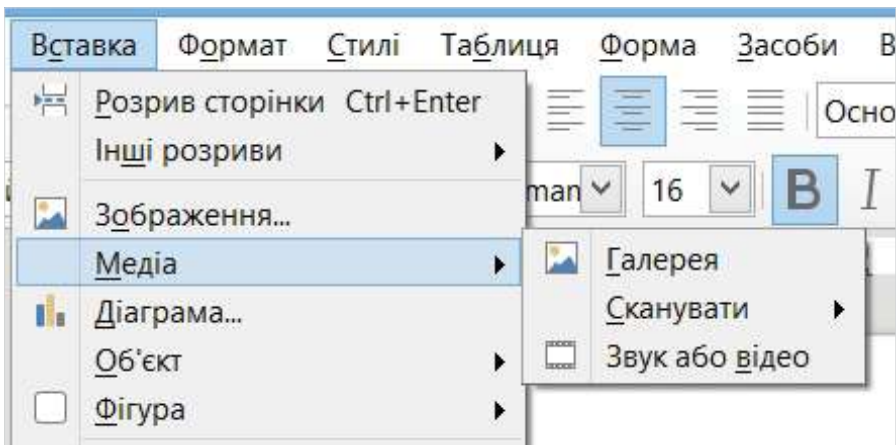 Вставка Формат Стилі Таблиця Форма Засоби В
Розрив сторінки Ctrl+Enter
Осно
Інші розриви
man 16 B I
Зображення...
Медіа
Галерея
Діаграма...
Сканувати
Об'єкт
Звук або відео
Фігура